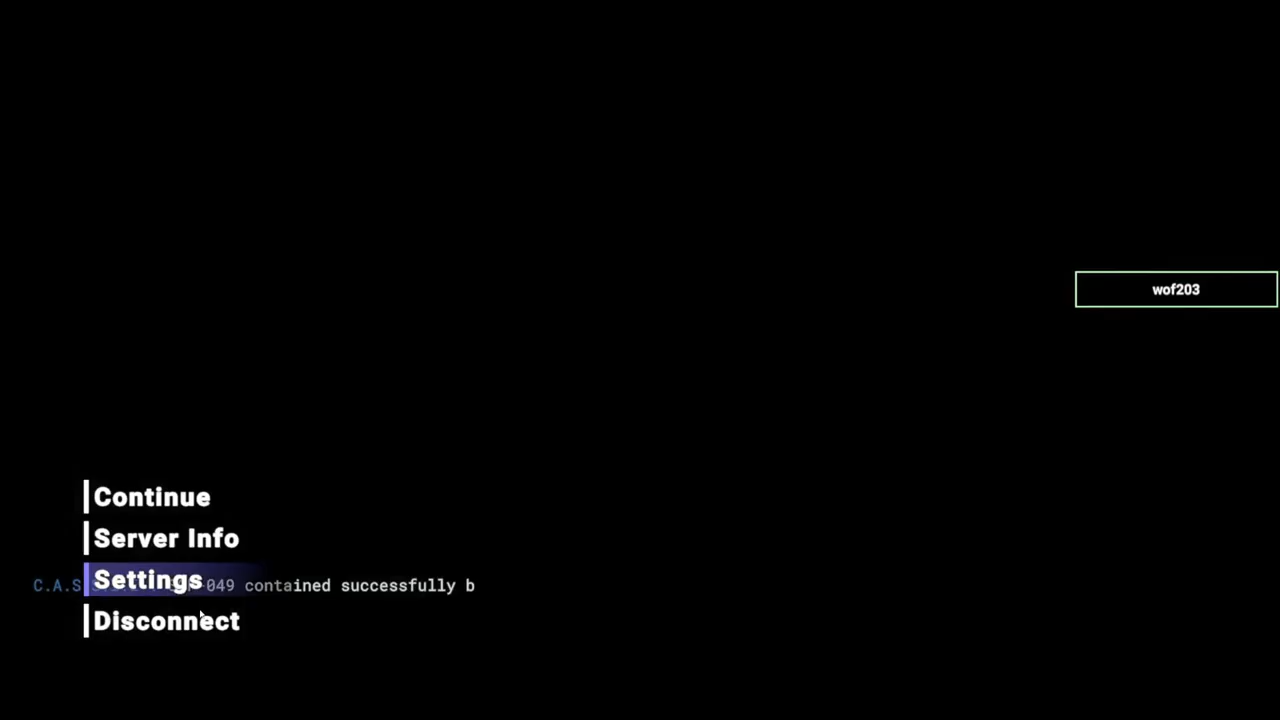 wof203
Continue
Server Info
Settings
C.A.S 049 contained successfully b
Disconnect